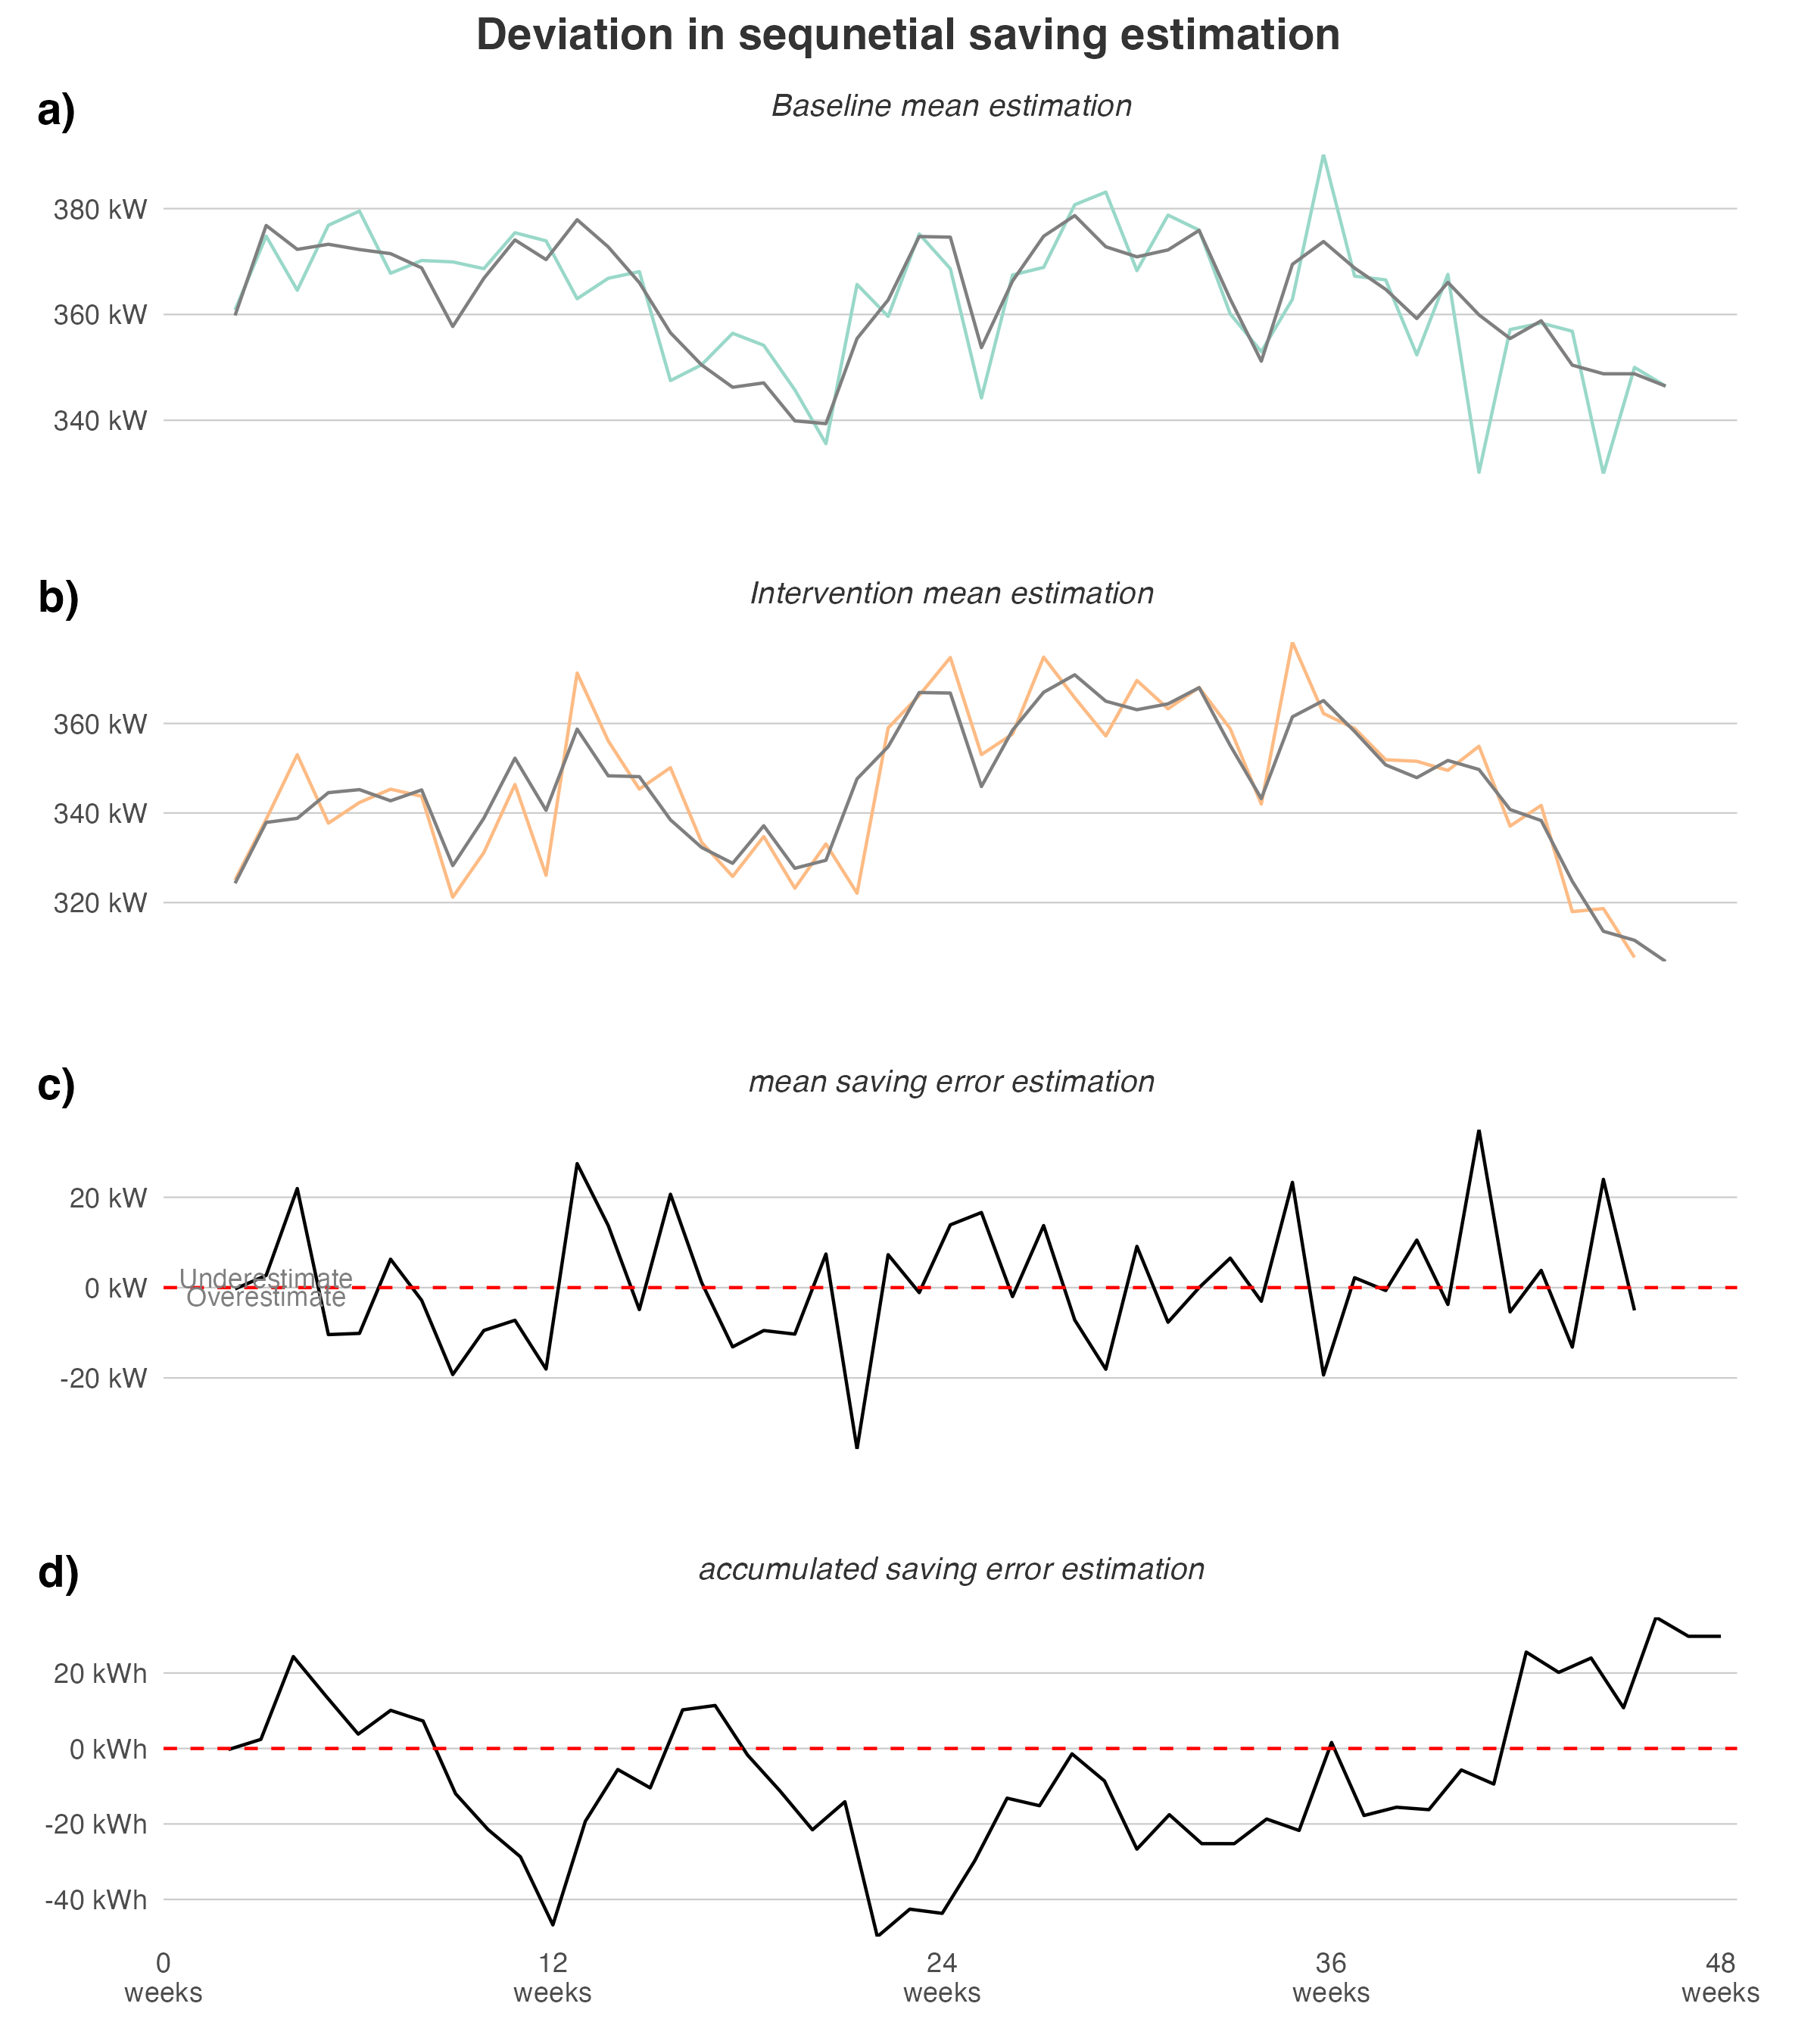 Deviation in sequnetial saving estimation
a)
Baseline mean estimation
380 kW
360 kW
340 kW
b)
Intervention mean estimation
360 kW
340 kW
320 kW
c)
mean saving error estimation
20 kW
Underestimate
0 kW
Overestimate
-20 kW
d)
accumulated saving error estimation
20 kWh
0 kWh
-20 kWh
-40 kWh
0 12 24 36 48
weeks weeks weeks weeks weeks